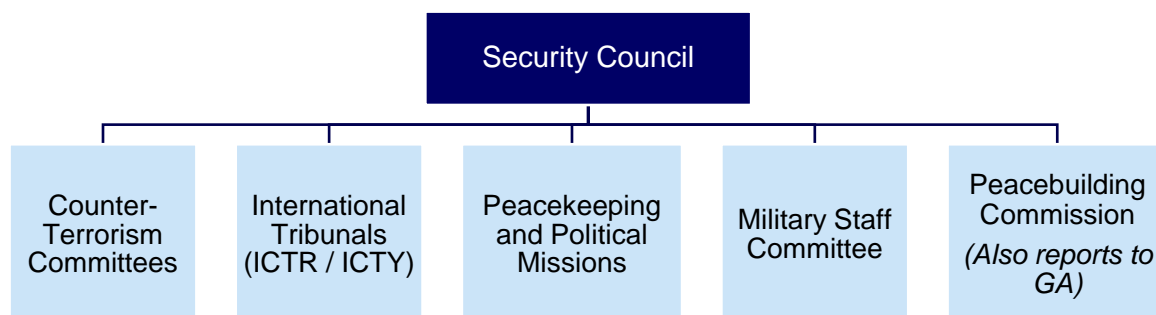 Security Council
Counter-
Terrorism
Committees
International
Tribunals
(ICTR / ICTY)
Peacekeeping
and Political
Missions
Military Staff
Committee
Peacebuilding
Commission
(Also reports to
GA)